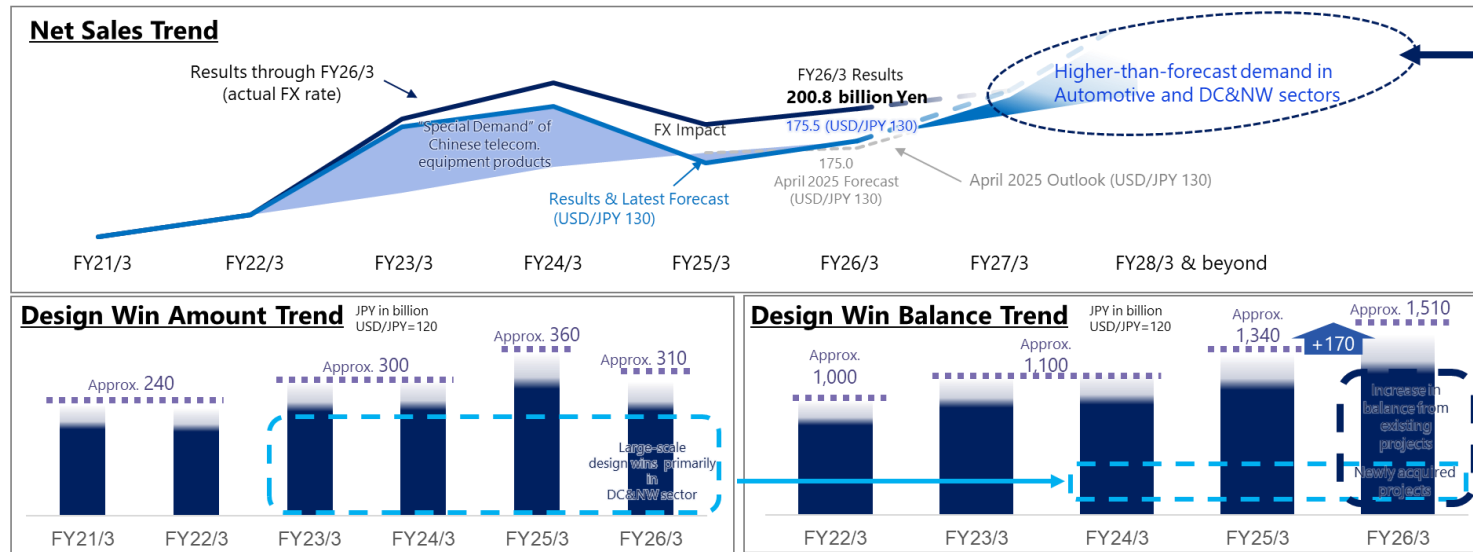 Net Sales Trend
Results through FY26/3
(actual FX rate)
"Special Demand" of
Chinese telecom.
equipment products
FX Impact
FY26/3 Results
200.8 billion Yen
175.5 (USD/JPY 130)
Higher-than-forecast demand in
Automotive and DC&NW sectors
175.0
April 2025 Forecast
(USD/JPY 130)
April 2025 Outlook (USD/JPY 130)
Results & Latest Forecast
(USD/JPY 130)
FY21/3
FY22/3
FY23/3
FY24/3
FY25/3
FY26/3
FY27/3
FY28/3 & beyond
Design Win Amount Trend
JPY in billion
USD/JPY=120
Approx. 240
Approx. 300
Approx. 360
Approx. 310
Large-scale
design wins primarily
in
DC&NW sector
FY21/3
FY22/3
FY23/3
FY24/3
FY25/3
FY26/3
Design Win Balance Trend
JPY in billion
USD/JPY=120
Approx.
1,000
Approx.
1,100
Approx.
1,340
+170
Approx. 1,510
Increase in
balance from
existing
projects
Newly acquired
projects
FY22/3
FY23/3
FY24/3
FY25/3
FY26/3